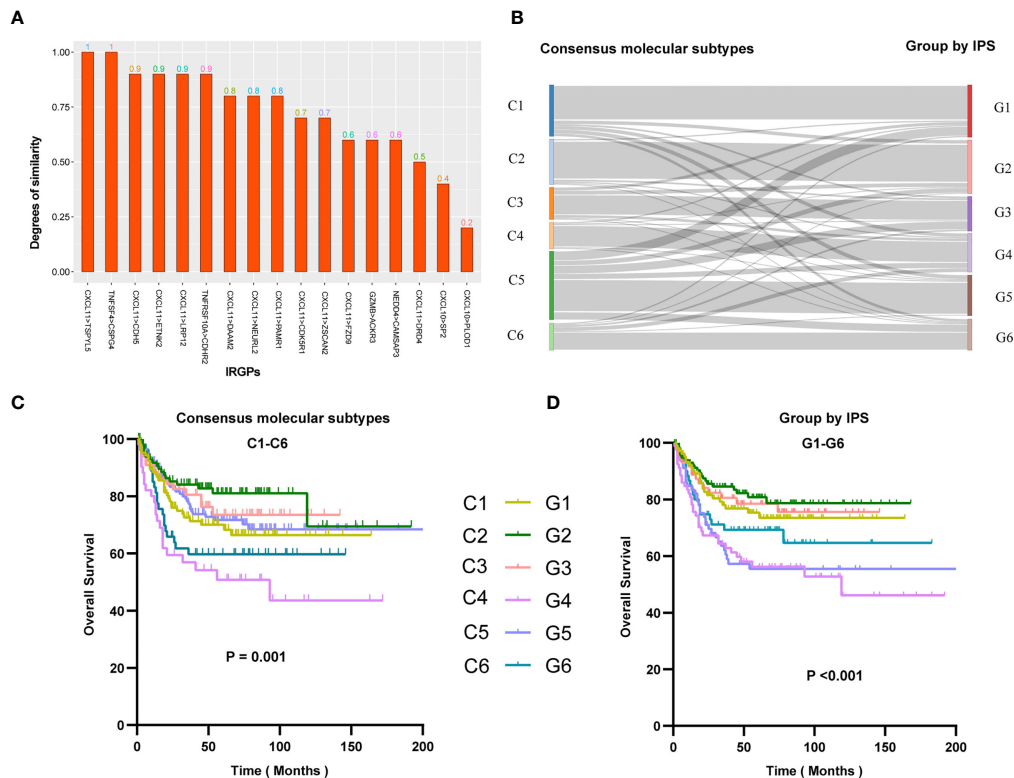 A
1.00
0.75
0.50
0.25
0.00
Degrees of similarity
1
1
0.9
0.9
0.9
0.9
0.8
0.8
0.8
0.7
0.7
0.6
0.6
0.6
0.5
0.4
0.2
CXCL11>TSPYL5
TNFSF4>CSPG4
CXCL11>CDH5
CXCL11>ETNK2
CXCL11>LRP12
TNFRSF10A>CDHR2
CXCL11>DAAM2
CXCL11>NEURL2
CXCL11>PAMR1
CXCL11>CDK5R1
CXCL11>ZSCAN2
CXCL11>FZD9
GZMB>ACKR3
NEDD4>CAMSAP3
CXCL11>DRD4
CXCL10>SP2
CXCL10>PLOD1
IRGPs
B
Consensus molecular subtypes
Group by IPS
C1
C2
C3
C4
C5
C6
G1
G2
G3
G4
G5
G6
C
Consensus molecular subtypes
C1-C6
100
80
60
40
20
0
Overall Survival
P = 0.001
0
50
100
150
200
Time ( Months )
C1
G1
C2
G2
C3
G3
C4
G4
C5
G5
C6
G6
D
Group by IPS
G1-G6
100
80
60
40
20
0
Overall Survival
P <0.001
0
50
100
150
200
Time ( Months )